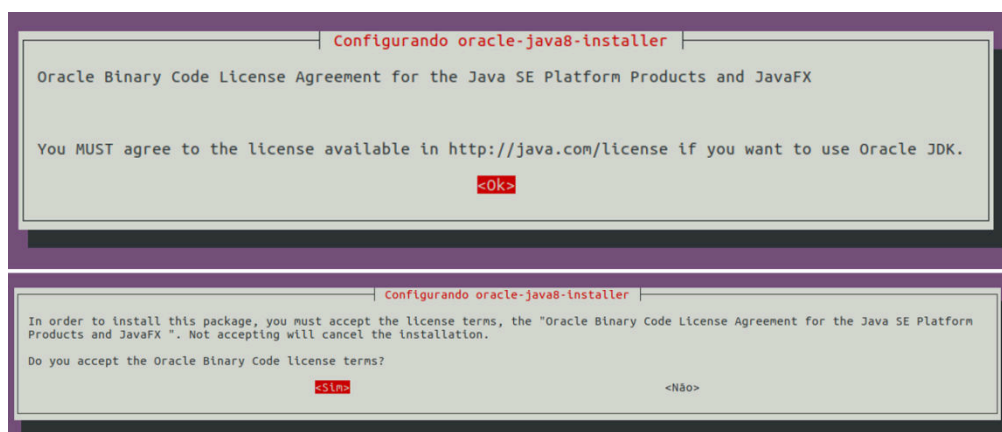 Configurando oracle-java8-installer
Oracle Binary Code License Agreement for the Java SE Platform Products and JavaFX
You MUST agree to the license available in http://java.com/license if you want to use Oracle JDK.
<Ok>
Configurando oracle-java8-installer
In order to install this package, you must accept the license terms, the "Oracle Binary Code License Agreement for the Java SE Platform
Products and JavaFX ". Not accepting will cancel the installation.
Do you accept the Oracle Binary Code license terms?
<Sim> <Não>